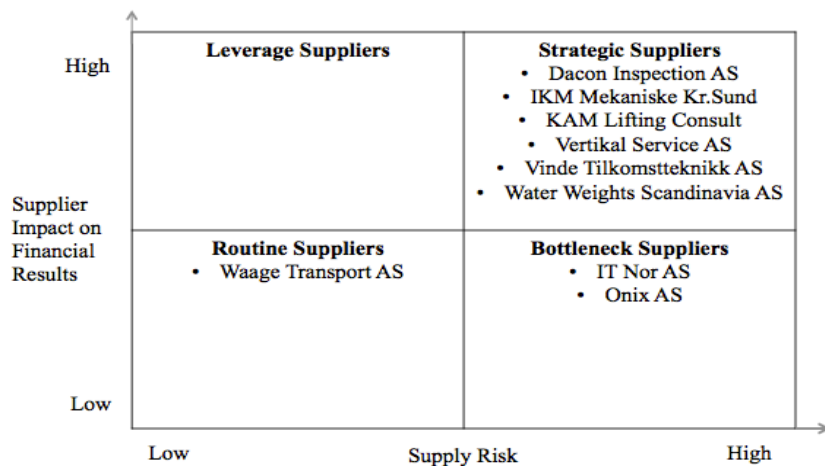 High
Leverage Suppliers
Strategic Suppliers
• Dacon Inspection AS
• IKM Mekaniske Kr.Sund
• KAM Lifting Consult
• Vertikal Service AS
• Vinde Tilkomstteknikk AS
• Water Weights Scandinavia AS
Supplier
Impact on
Financial
Results
Routine Suppliers
• Waage Transport AS
Bottleneck Suppliers
• IT Nor AS
• Onix AS
Low
Low
Supply Risk
High